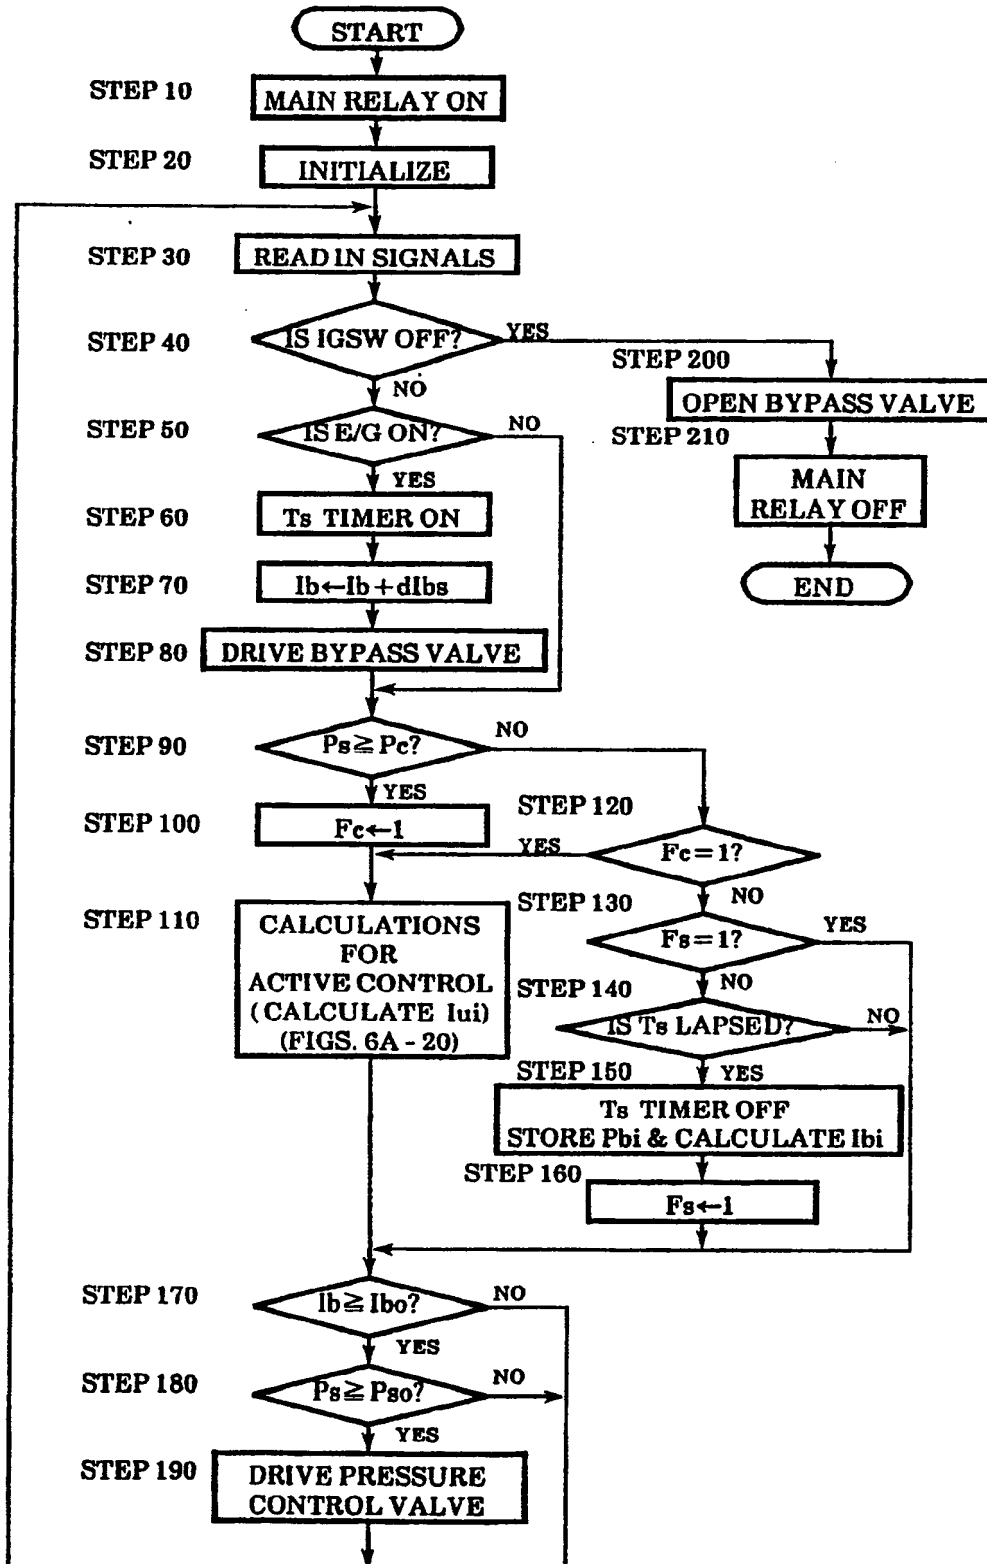 START
STEP 10
MAIN RELAY ON
STEP 20
INITIALIZE
STEP 30
READ IN SIGNALS
STEP 40
IS IGSW OFF?
YES
NO
STEP 200
OPEN BYPASS VALVE
STEP 210
MAIN
RELAY OFF
END
STEP 50
IS E/G ON?
NO
YES
STEP 60
Ts TIMER ON
STEP 70
Ib←Ib+dIbs
STEP 80
DRIVE BYPASS VALVE
STEP 90
Ps≧Pc?
NO
YES
STEP 100
Fc←1
STEP 120
Fc=1?
YES
NO
STEP 110
CALCULATIONS
FOR
ACTIVE CONTROL
(CALCULATE Iui)
(FIGS. 6A - 20)
STEP 130
Fs=1?
YES
NO
STEP 140
IS Ts LAPSED?
NO
YES
STEP 150
Ts TIMER OFF
STORE Pbi & CALCULATE Ibi
STEP 160
Fs←1
STEP 170
Ib≧Ibo?
NO
YES
STEP 180
Ps≧Pso?
NO
YES
STEP 190
DRIVE PRESSURE
CONTROL VALVE